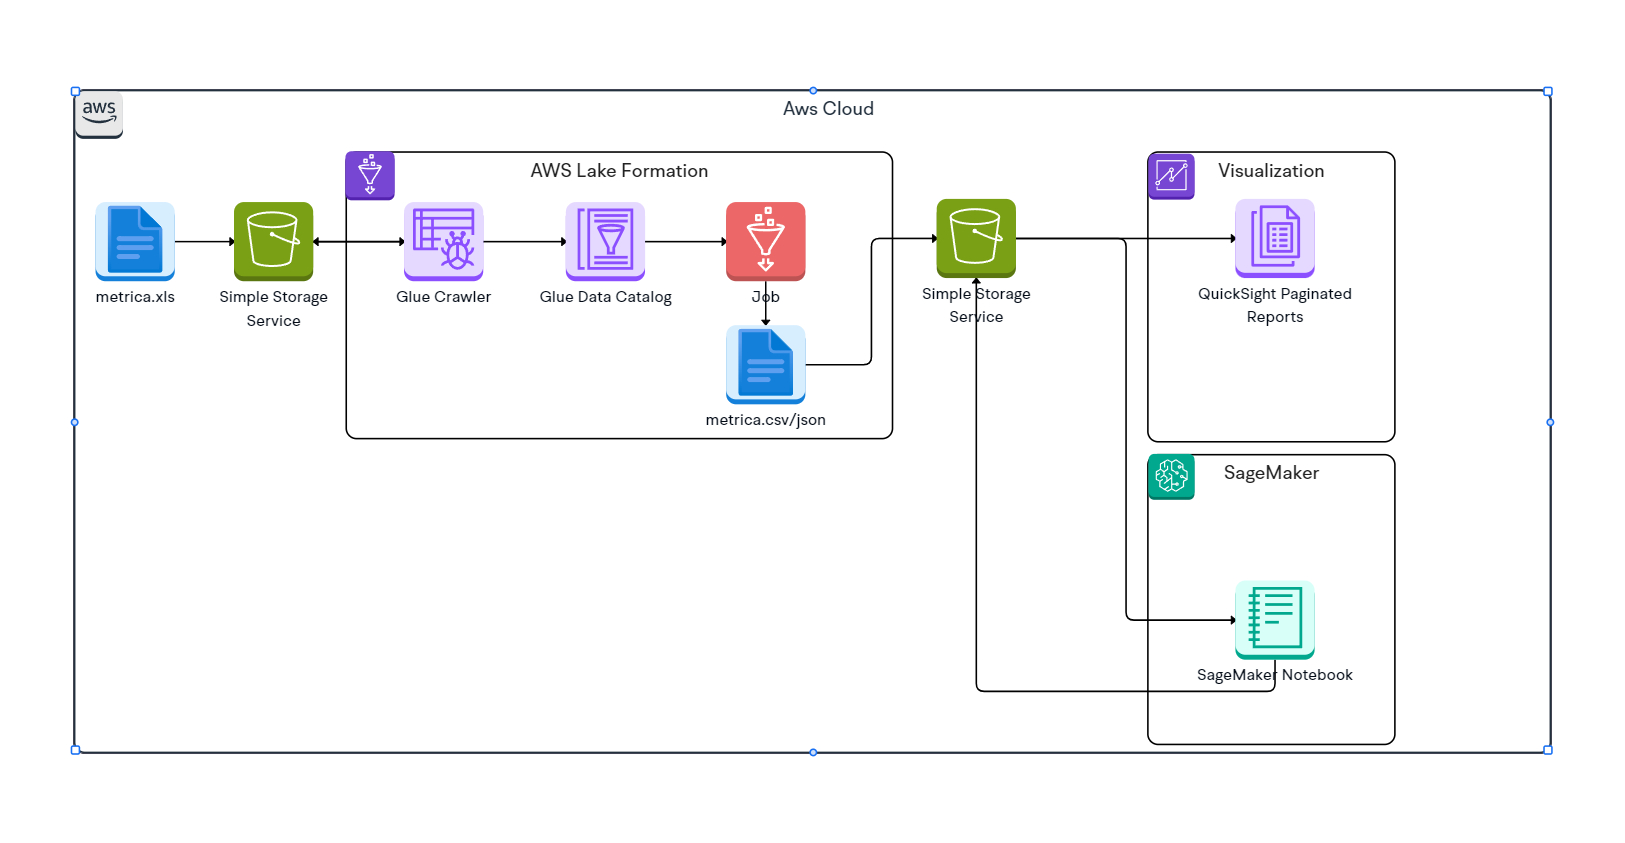 aws
Aws Cloud
AWS Lake Formation
Visualization
metrica.xls
Simple Storage
Service
Glue Crawler
Glue Data Catalog
Job
Simple Storage
Service
QuickSight Paginated
Reports
metrica.csv/json
SageMaker
SageMaker Notebook